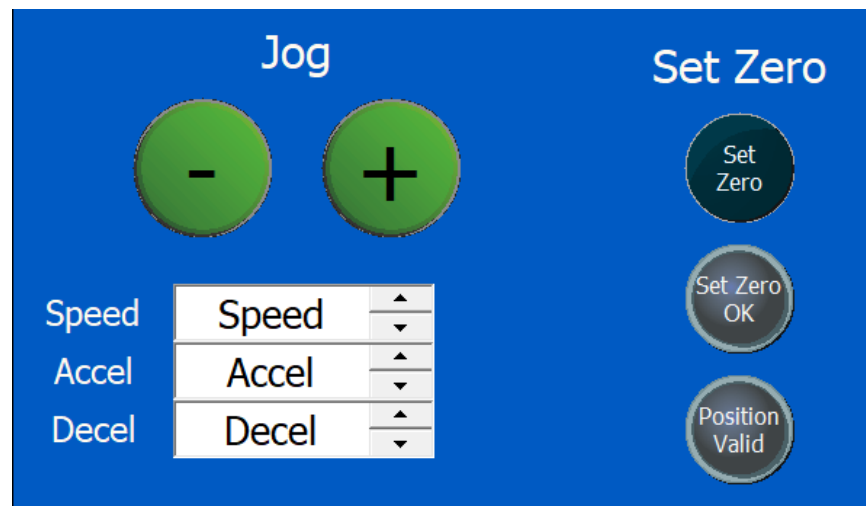 Jog
-
+
Speed
Speed
Accel
Accel
Decel
Decel
Set Zero
Set
Zero
Set Zero
OK
Position
Valid